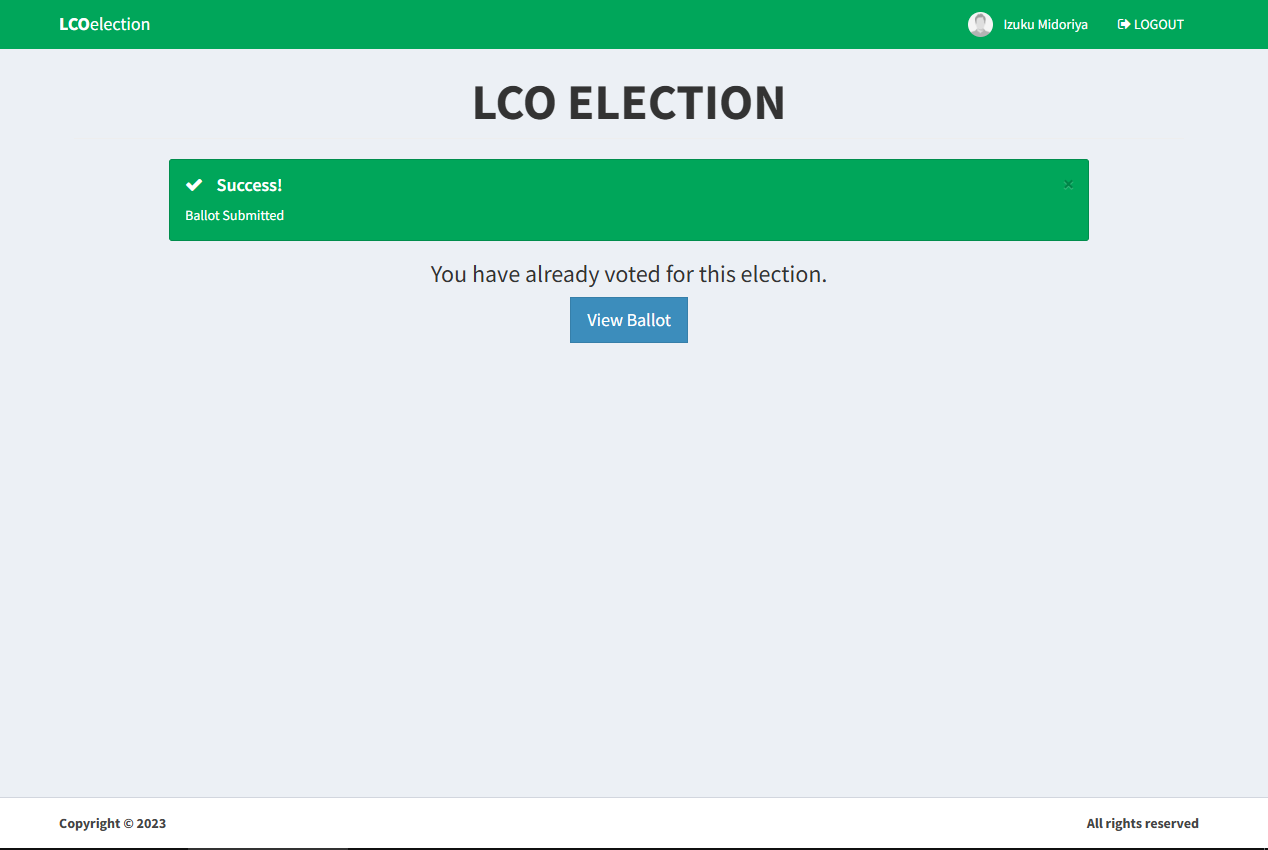 LCOelection
Izuku Midoriya
LOGOUT
LCO ELECTION
Success!
×
Ballot Submitted
You have already voted for this election.
View Ballot
Copyright © 2023
All rights reserved